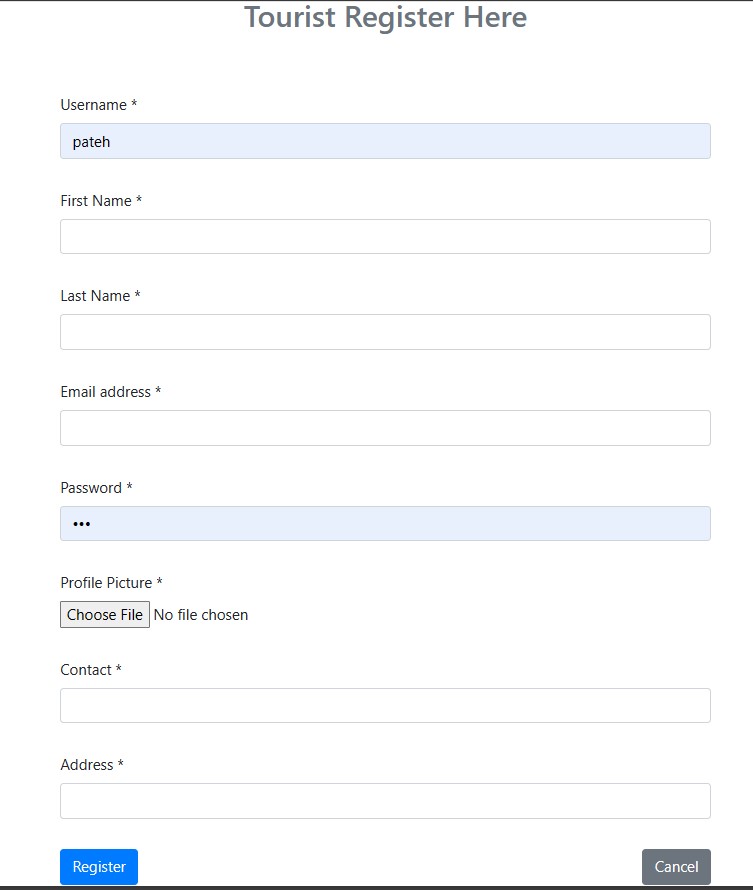 Tourist Register Here
Username *
pateh
First Name *
Last Name *
Email address *
Password *
•••
Profile Picture *
Choose File No file chosen
Contact *
Address *
Register Cancel